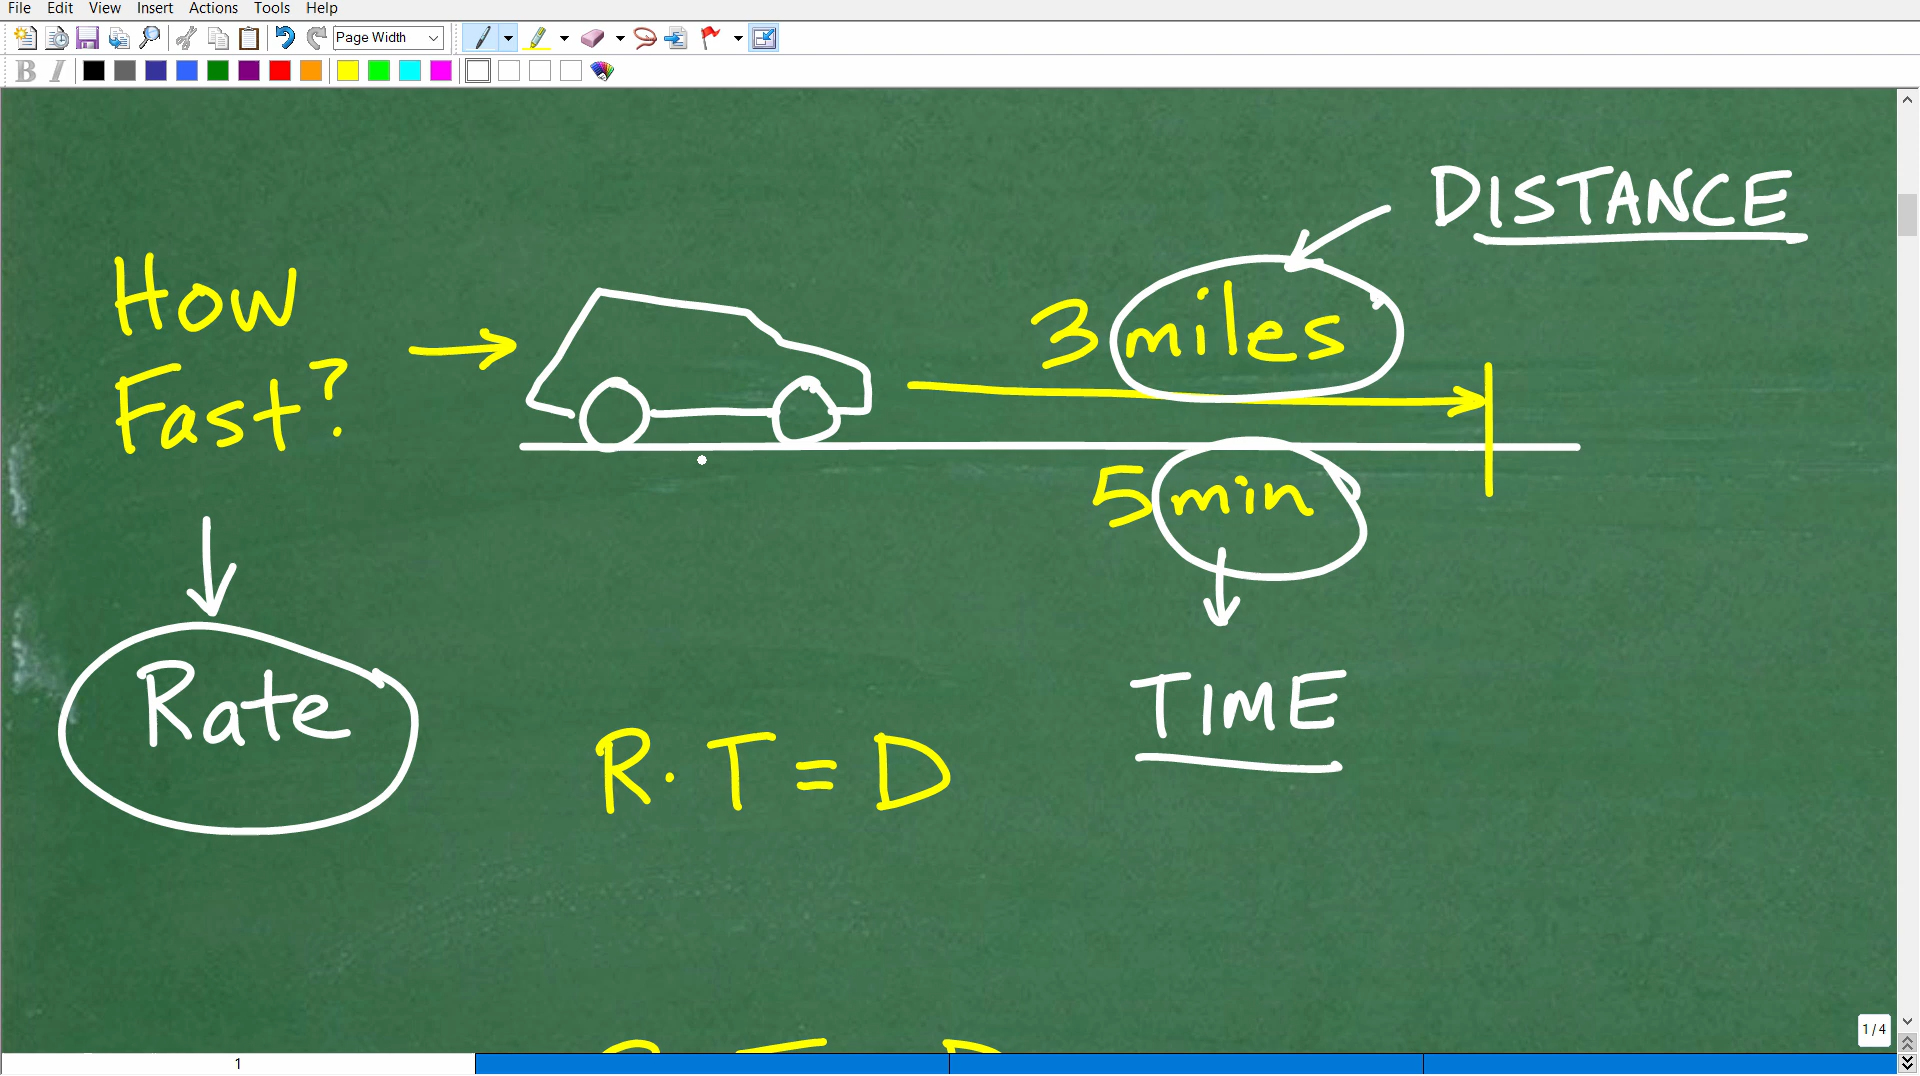 File Edit View Insert Actions Tools Help
Page Width
B I
DISTANCE
How
Fast?
3 miles
5 min
Rate
TIME
R · T = D
1 / 4
1